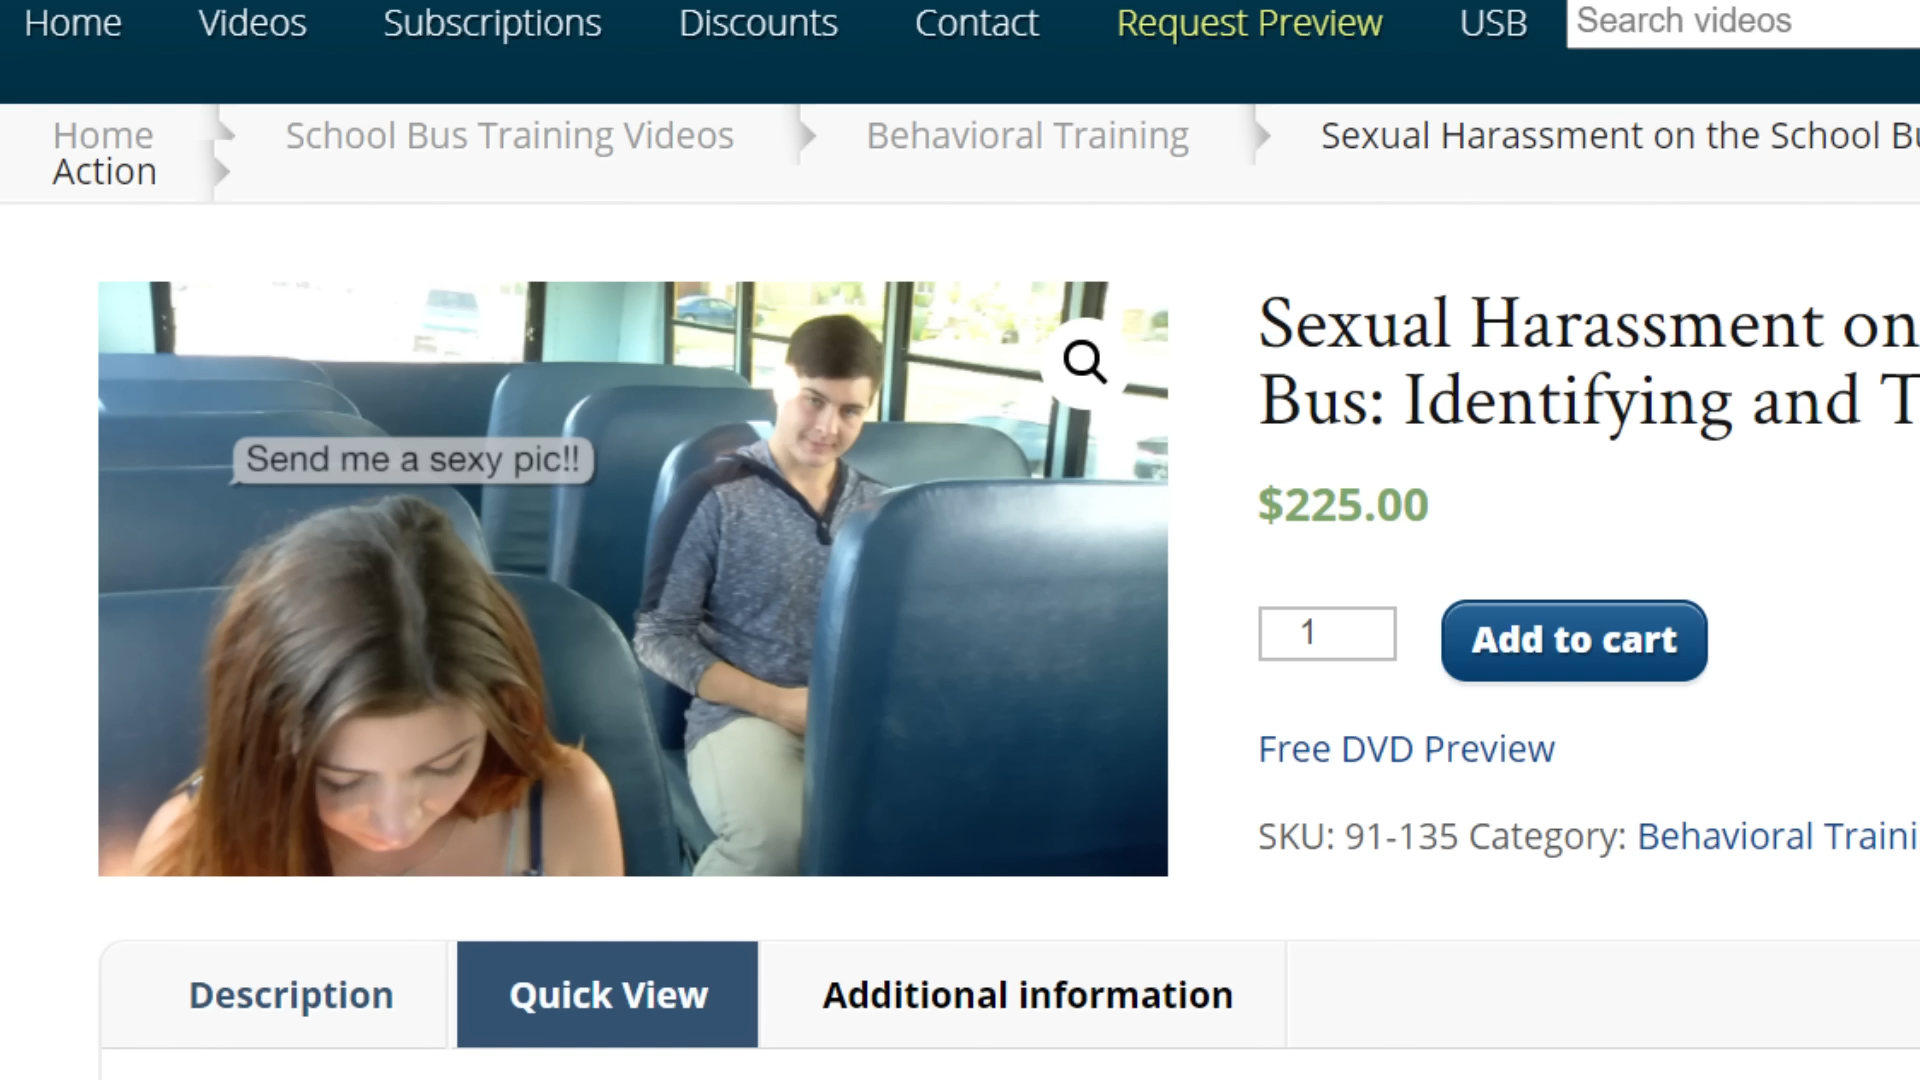 Home Videos Subscriptions Discounts Contact Request Preview USB Search videos
Home School Bus Training Videos Behavioral Training Sexual Harassment on the School
Action
Sexual Harassment on
Bus: Identifying and
Send me a sexy pic!!
$225.00
1 Add to cart
Free DVD Preview
SKU: 91-135 Category: Behavioral
Description Quick View Additional information